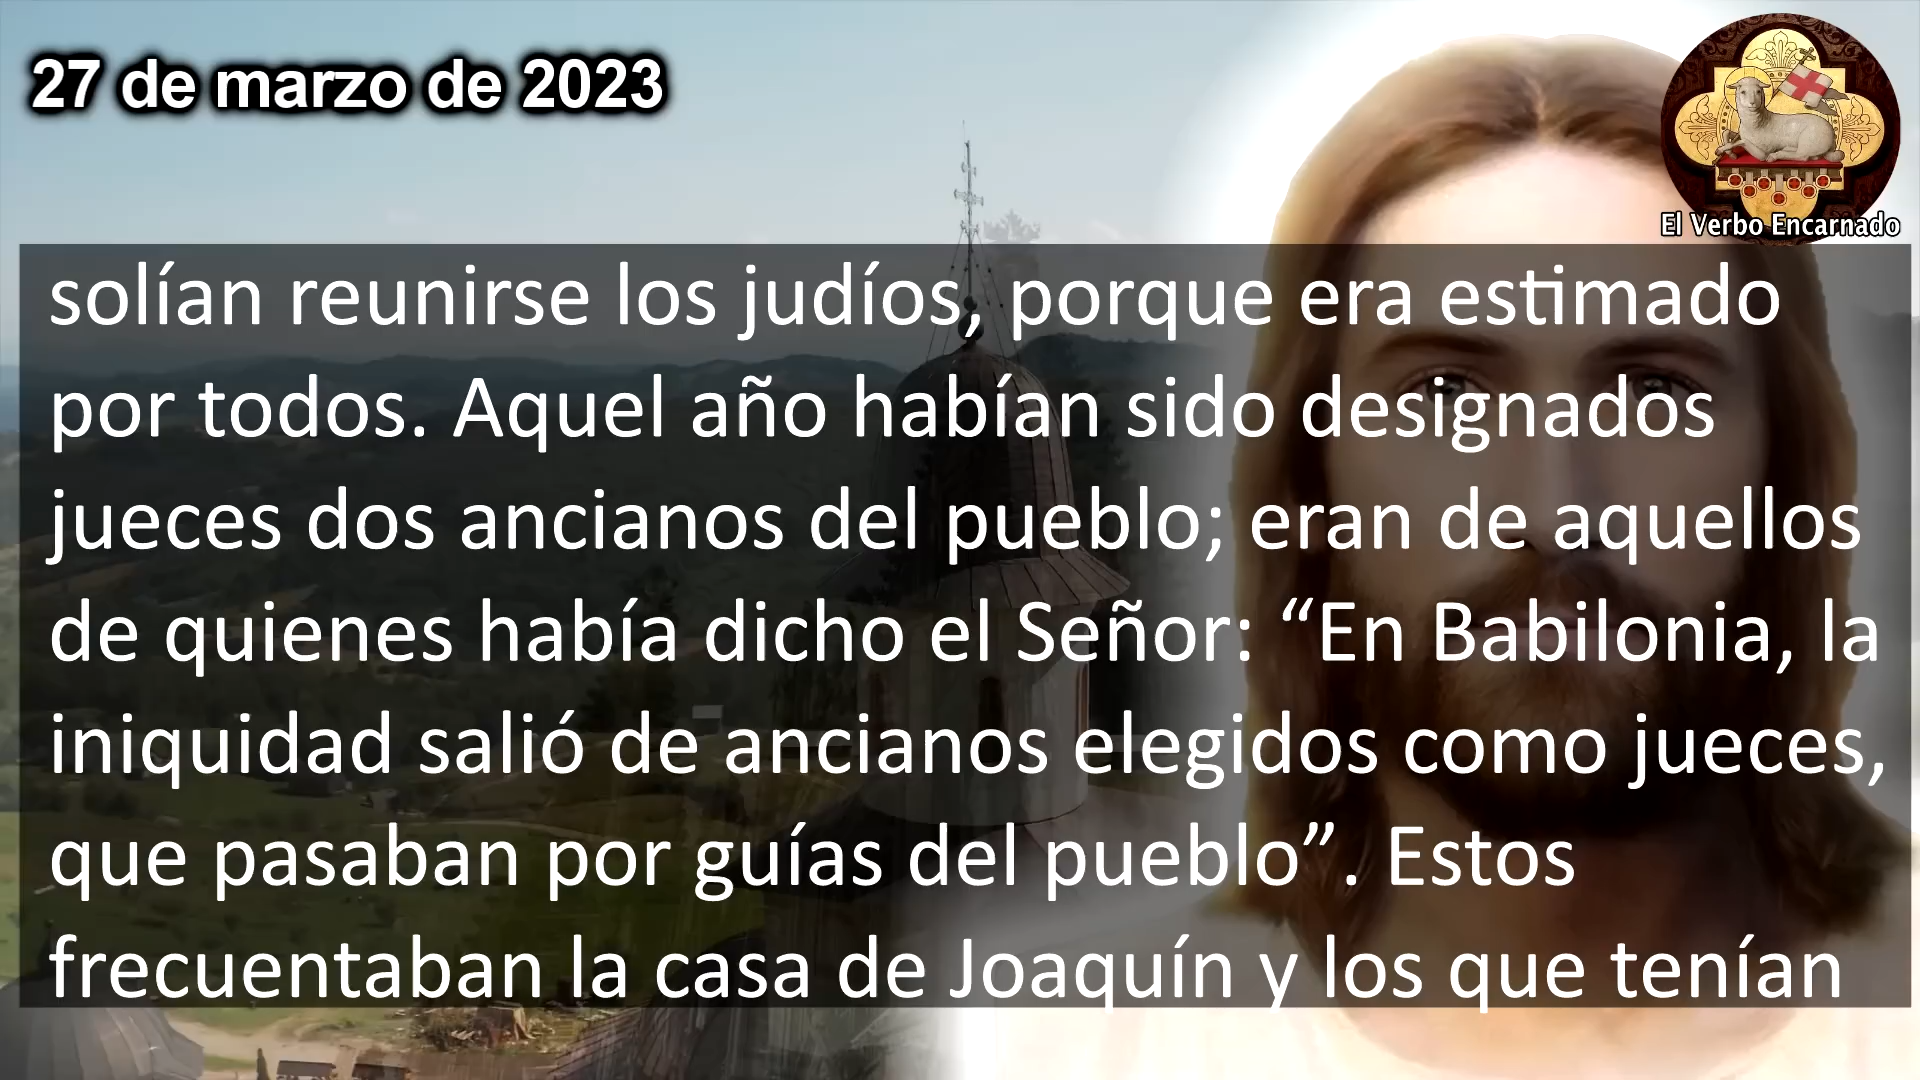 27 de marzo de 2023
El Verbo Encarnado
solían reunirse los judíos, porque era estimado
por todos. Aquel año habían sido designados
jueces dos ancianos del pueblo; eran de aquellos
de quienes había dicho el Señor: “En Babilonia, la
iniquidad salió de ancianos elegidos como jueces,
que pasaban por guías del pueblo”. Estos
frecuentaban la casa de Joaquín y los que tenían